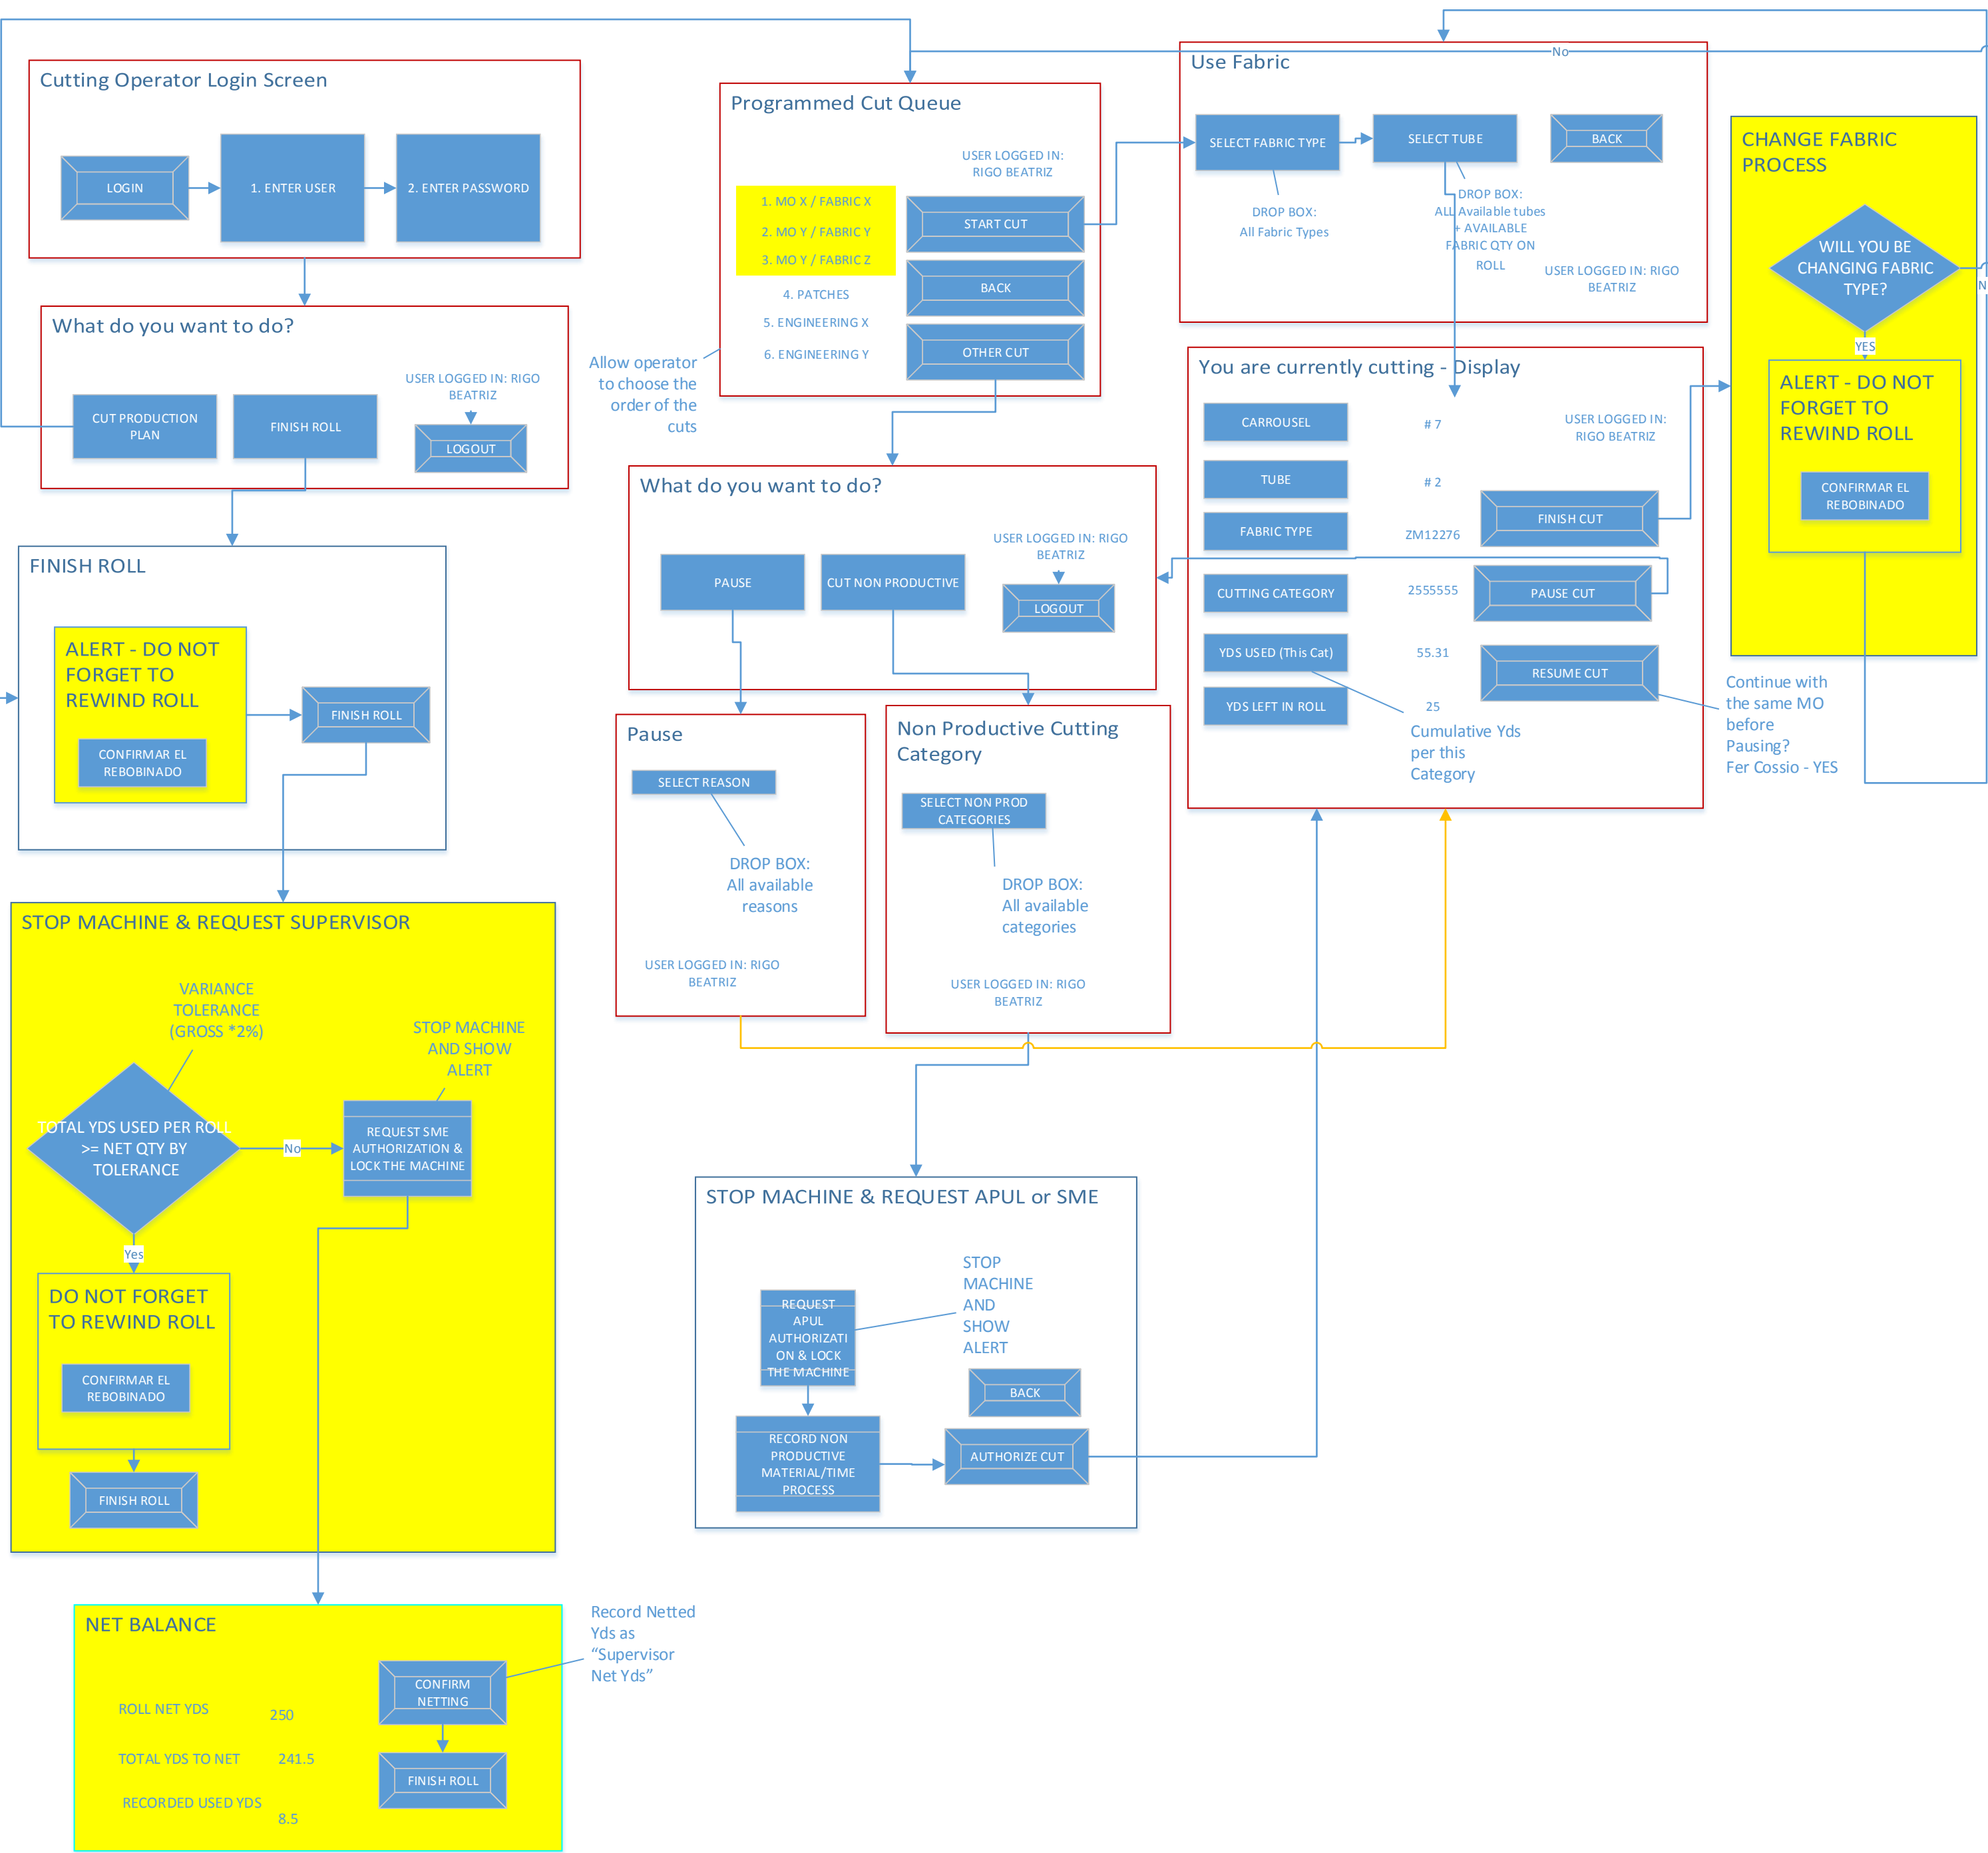 Cutting Operator Login Screen
LOGIN
1. ENTER USER
2. ENTER PASSWORD
What do you want to do?
CUT PRODUCTION
PLAN
FINISH ROLL
USER LOGGED IN: RIGO
BEATRIZ
LOGOUT
FINISH ROLL
ALERT - DO NOT
FORGET TO
REWIND ROLL
CONFIRMAR EL
REBOBINADO
FINISH ROLL
STOP MACHINE & REQUEST SUPERVISOR
VARIANCE
TOLERANCE
(GROSS *2%)
STOP MACHINE
AND SHOW
ALERT
TOTAL YDS USED PER ROLL
>= NET QTY BY
TOLERANCE
No
REQUEST SME
AUTHORIZATION &
LOCK THE MACHINE
Yes
DO NOT FORGET
TO REWIND ROLL
CONFIRMAR EL
REBOBINADO
FINISH ROLL
NET BALANCE
ROLL NET YDS
250
TOTAL YDS TO NET
241.5
RECORDED USED YDS
8.5
CONFIRM
NETTING
FINISH ROLL
Record Netted
Yds as
“Supervisor
Net Yds”
Programmed Cut Queue
USER LOGGED IN:
RIGO BEATRIZ
1. MO X / FABRIC X
2. MO Y / FABRIC Y
3. MO Y / FABRIC Z
4. PATCHES
5. ENGINEERING X
6. ENGINEERING Y
START CUT
BACK
OTHER CUT
Allow operator
to choose the
order of the
cuts
What do you want to do?
PAUSE
CUT NON PRODUCTIVE
USER LOGGED IN: RIGO
BEATRIZ
LOGOUT
Pause
SELECT REASON
DROP BOX:
All available
reasons
USER LOGGED IN: RIGO
BEATRIZ
Non Productive Cutting
Category
SELECT NON PROD
CATEGORIES
DROP BOX:
All available
categories
USER LOGGED IN: RIGO
BEATRIZ
STOP MACHINE & REQUEST APUL or SME
REQUEST
APUL
AUTHORIZATI
ON & LOCK
THE MACHINE
STOP
MACHINE
AND
SHOW
ALERT
BACK
RECORD NON
PRODUCTIVE
MATERIAL/TIME
PROCESS
AUTHORIZE CUT
No
Use Fabric
SELECT FABRIC TYPE
SELECT TUBE
BACK
DROP BOX:
All Fabric Types
DROP BOX:
ALL Available tubes
+ AVAILABLE
FABRIC QTY ON
ROLL
USER LOGGED IN: RIGO
BEATRIZ
You are currently cutting - Display
CARROUSEL
# 7
USER LOGGED IN:
RIGO BEATRIZ
TUBE
# 2
FABRIC TYPE
ZM12276
FINISH CUT
CUTTING CATEGORY
2555555
PAUSE CUT
YDS USED (This Cat)
55.31
RESUME CUT
YDS LEFT IN ROLL
25
Cumulative Yds
per this
Category
Continue with
the same MO
before
Pausing?
Fer Cossio - YES
CHANGE FABRIC
PROCESS
WILL YOU BE
CHANGING FABRIC
TYPE?
N
YES
ALERT - DO NOT
FORGET TO
REWIND ROLL
CONFIRMAR EL
REBOBINADO